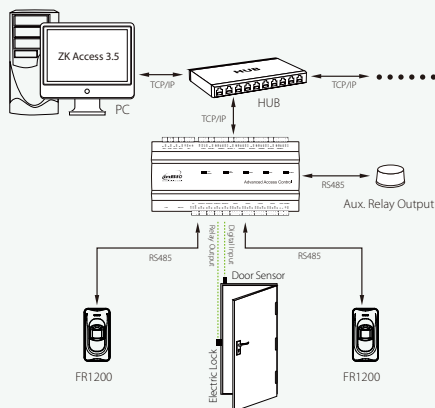 ZK Access 3.5
PC
TCP/IP
HUB
HUB
TCP/IP
TCP/IP
Advanced Access Control
RS485
Aux. Relay Output
RS485
Relay Output
Digital Input
RS485
Door Sensor
Electric Lock
FR1200
FR1200